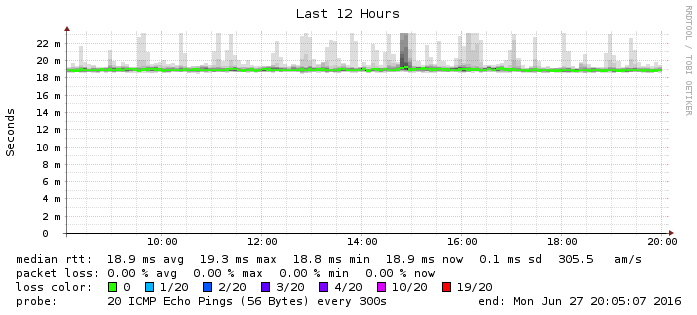 Last 12 Hours
RRDTOOL / TOBI OETIKER
Seconds
22 m
20 m
18 m
16 m
14 m
12 m
10 m
8 m
6 m
4 m
2 m
0
10:00 12:00 14:00 16:00 18:00 20:00
median rtt: 18.9 ms avg 19.3 ms max 18.8 ms min 18.9 ms now 0.1 ms sd 305.5 am/s
packet loss: 0.00 % avg 0.00 % max 0.00 % min 0.00 % now
loss color: 0 1/20 2/20 3/20 4/20 10/20 19/20
probe: 20 ICMP Echo Pings (56 Bytes) every 300s end: Mon Jun 27 20:05:07 2016